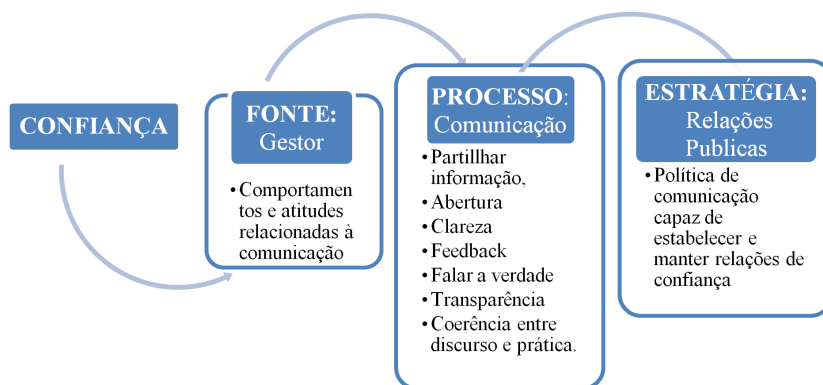 CONFIANÇA
FONTE:
Gestor
• Comportamen
tos e atitudes
relacionadas à
comunicação
PROCESSO:
Comunicação
• Partillhar
informação,
• Abertura
• Clareza
• Feedback
• Falar a verdade
• Transparência
• Coerência entre
discurso e prática.
ESTRATÉGIA:
Relações
Publicas
• Política de
comunicação
capaz de
estabelecer e
manter relações de
confiança